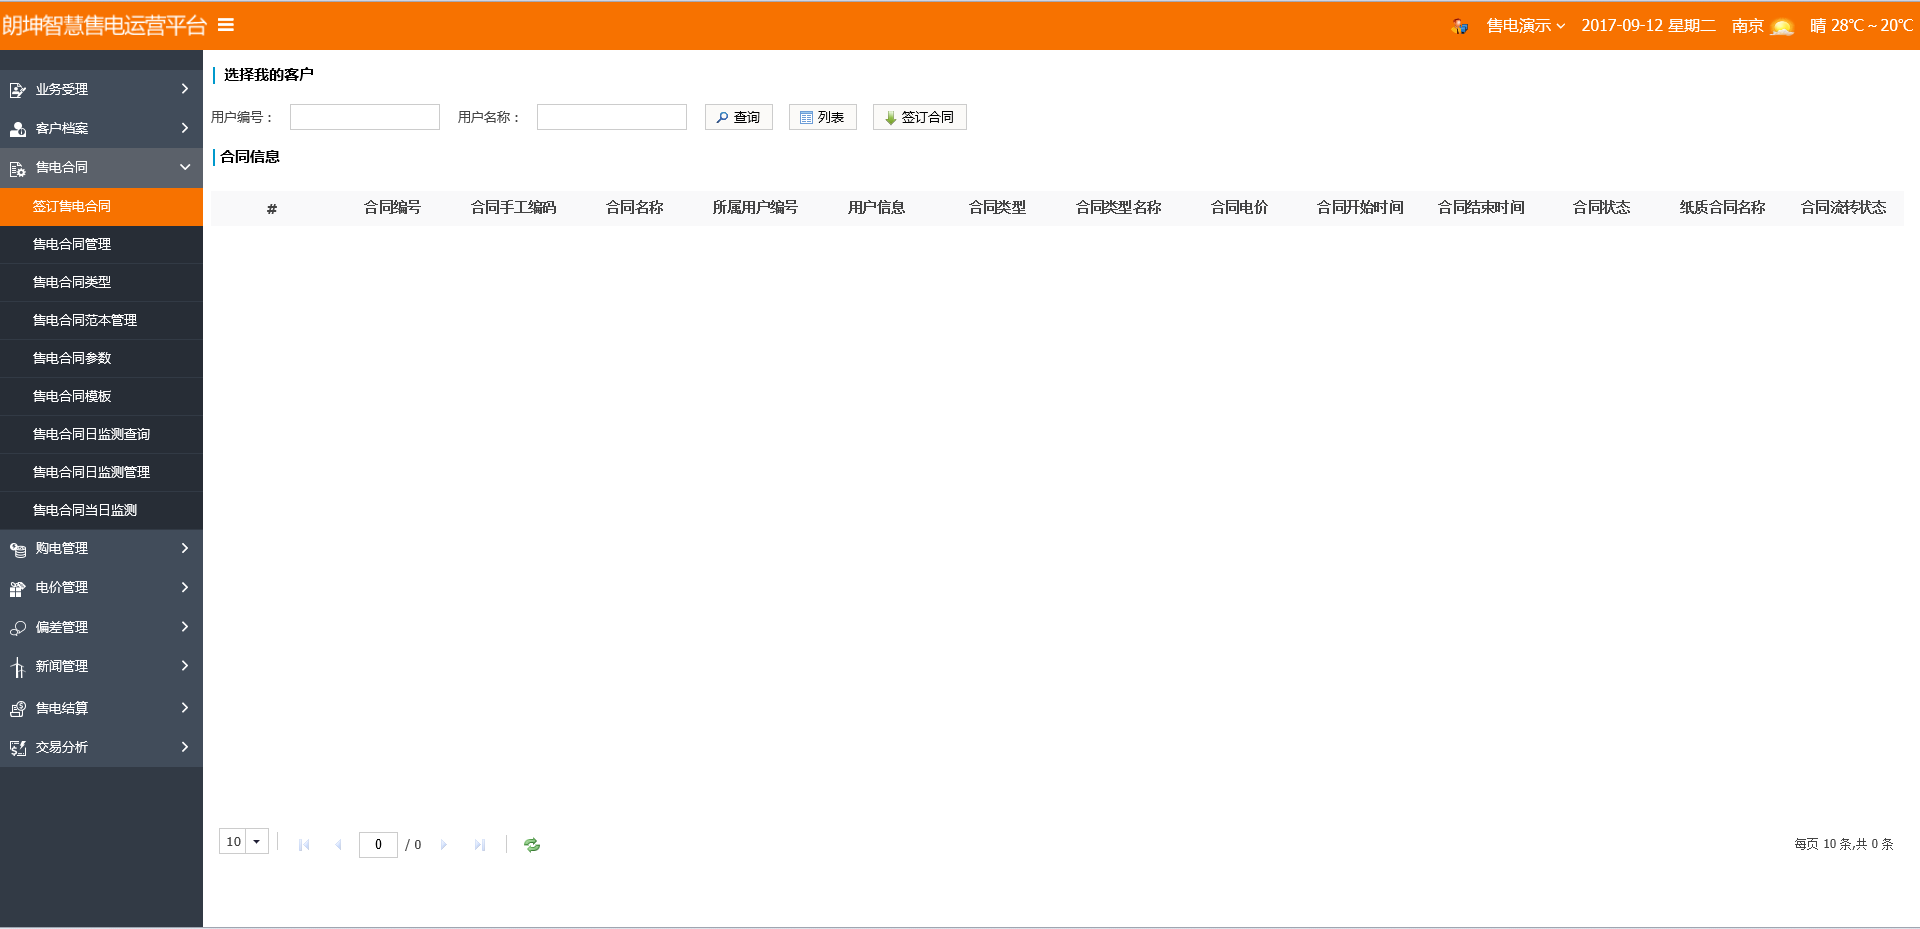 朗坤智慧售电运营平台 售电演示 2017-09-12 星期二 南京 晴 28℃ ~ 20℃
业务受理
客户档案
售电合同
签订售电合同
售电合同管理
售电合同类型
售电合同范本管理
售电合同参数
售电合同模板
售电合同日监测查询
售电合同日监测管理
售电合同当日监测
购电管理
电价管理
偏差管理
新闻管理
售电结算
交易分析
选择我的客户
用户编号： 用户名称： 查询 列表 签订合同
合同信息
# 合同编号 合同手工编码 合同名称 所属用户编号 用户信息 合同类型 合同类型名称 合同电价 合同开始时间 合同结束时间 合同状态 纸质合同名称 合同流转状态
10 0 / 0 每页 10 条,共 0 条